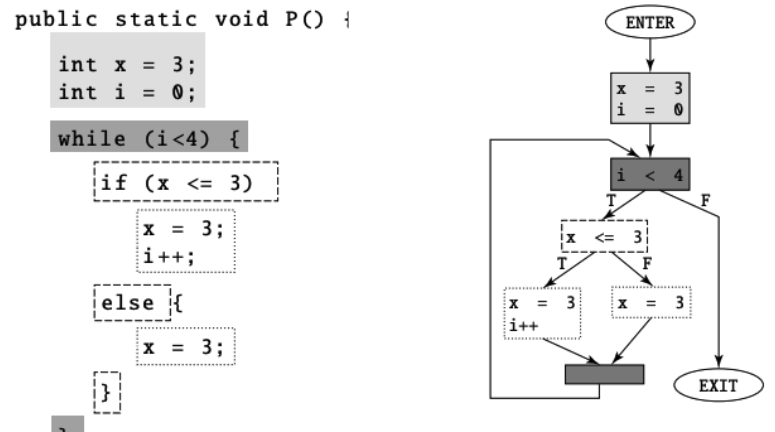 public static void P() {
int x = 3;
int i = 0;
while (i<4) {
if (x <= 3)
x = 3;
i++;
else {
x = 3;
}
}
ENTER
x = 3
i = 0
i < 4
T F
x <= 3
T F
x = 3
i++
x = 3
EXIT